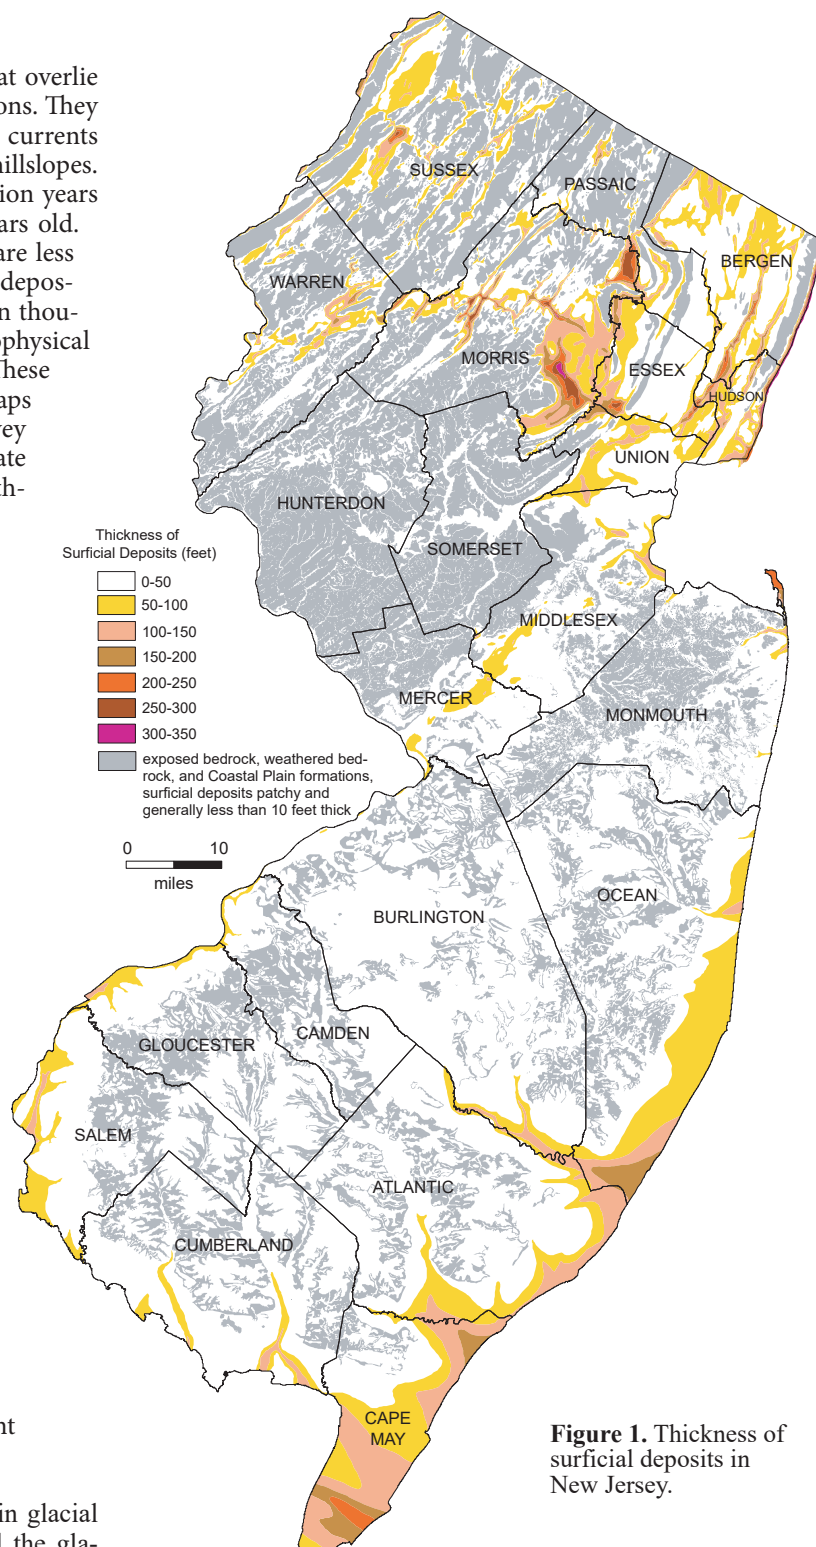 at overlie
ons. They
currents
hillslopes.
ion years
ars old.
are less
depos-
n thou-
ophysical
These
aps
vey
ate
th-
SUSSEX
PASSAIC
BERGEN
WARREN
MORRIS
ESSEX
HUDSON
UNION
HUNTERDON
SOMERSET
MIDDLESEX
MERCER
MONMOUTH
OCEAN
BURLINGTON
CAMDEN
GLOUCESTER
SALEM
ATLANTIC
CUMBERLAND
CAPE
MAY
Thickness of
Surficial Deposits (feet)
0-50
50-100
100-150
150-200
200-250
250-300
300-350
exposed bedrock, weathered bed-
rock, and Coastal Plain formations,
surficial deposits patchy and
generally less than 10 feet thick
0 10
miles
Figure 1. Thickness of
surficial deposits in
New Jersey.
nt
in glacial
the gla-